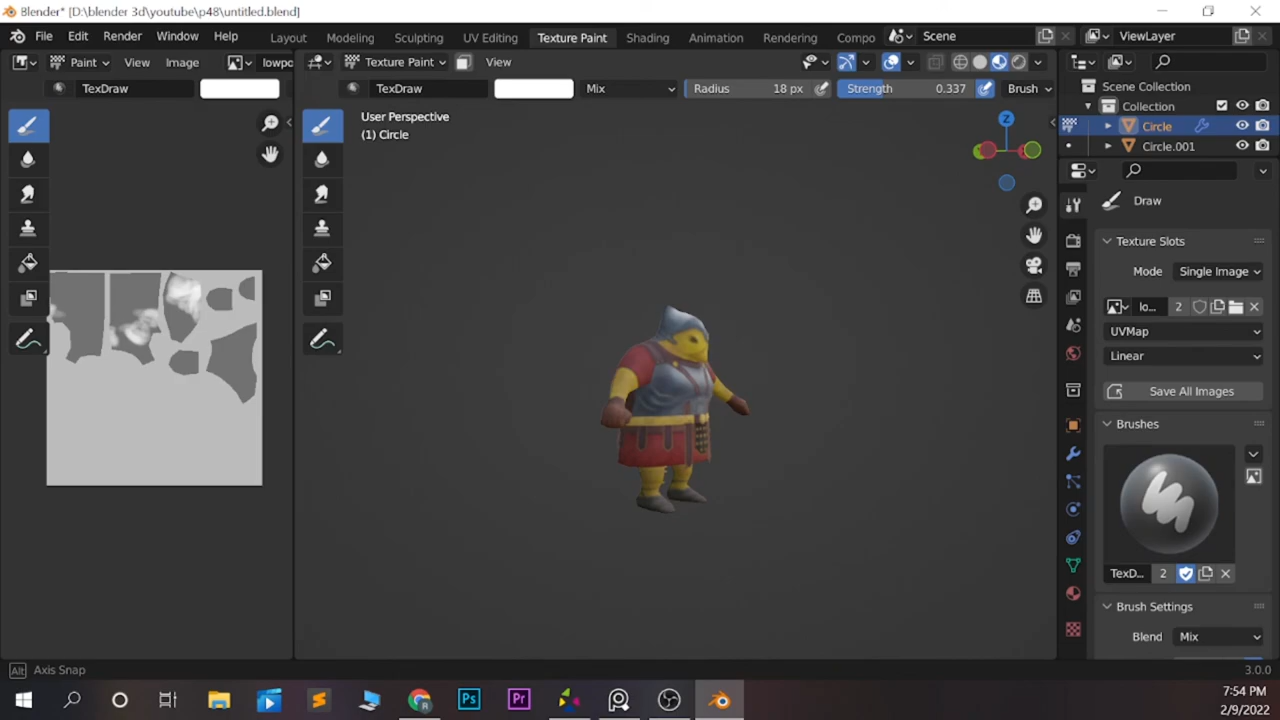 Blender* [D:\blender 3d\youtube\p48\untitled.blend]
File Edit Render Window Help Layout Modeling Sculpting UV Editing Texture Paint Shading Animation Rendering Compo Scene ViewLayer
Paint View Image lowpo Texture Paint View
TexDraw TexDraw Mix Radius 18 px Strength 0.337 Brush
Scene Collection
Collection
Circle
Circle.001
User Perspective
(1) Circle
Z
Draw
Texture Slots
Mode Single Image
lo... 2
UVMap
Linear
Save All Images
Brushes
TexD... 2
Brush Settings
Blend Mix
Alt Axis Snap 3.0.0
Ps Pr R
7:54 PM
2/9/2022